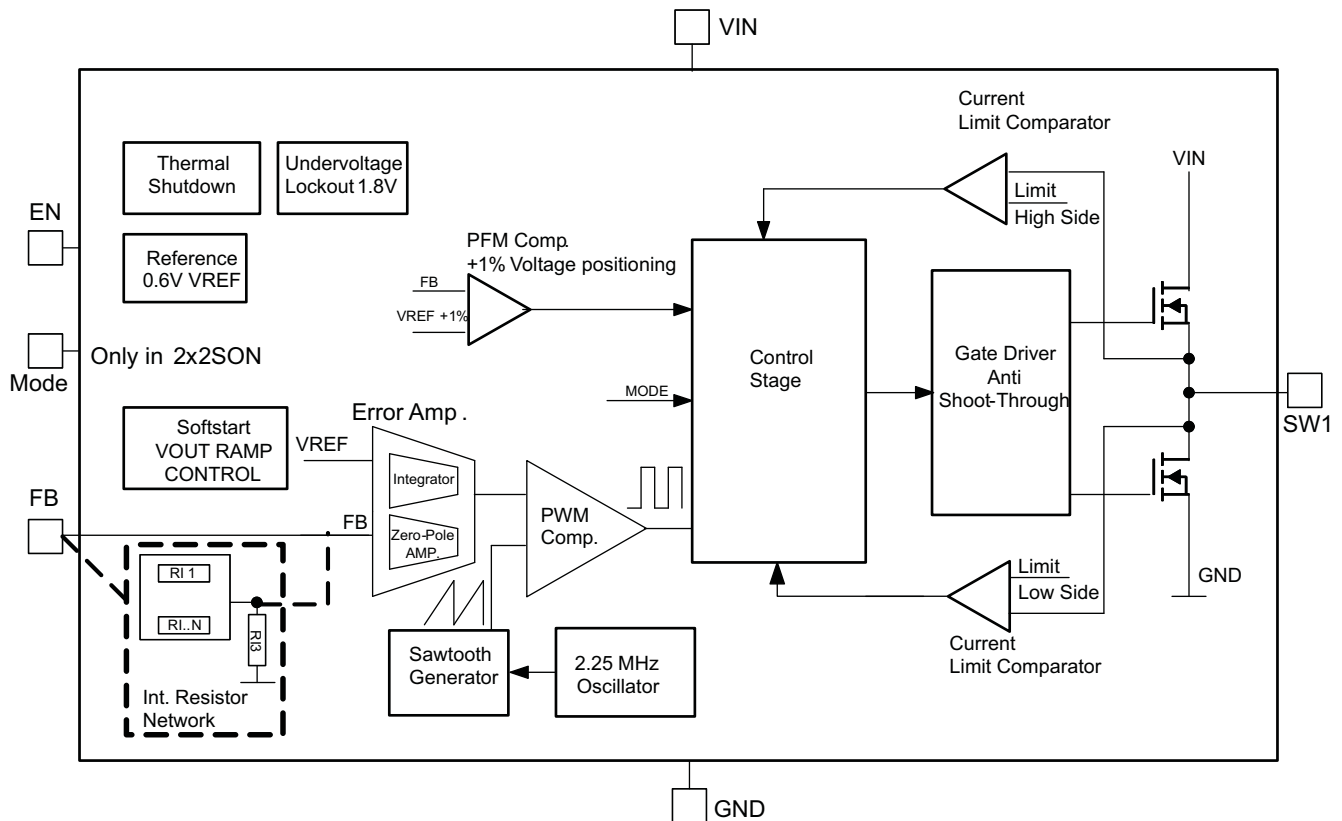 VIN
Current
Limit Comparator
Thermal
Shutdown
Undervoltage
Lockout 1.8V
VIN
Limit
High Side
EN
Reference
0.6V VREF
PFM Comp.
+1% Voltage positioning
FB
VREF +1%
Mode
Only in 2x2SON
Control
Stage
Gate Driver
Anti
Shoot-Through
MODE
SW1
Softstart
VOUT RAMP
CONTROL
Error Amp .
VREF
Integrator
FB
FB
Zero-Pole
AMP.
PWM
Comp.
Limit
Low Side
GND
RI 1
RI..N
RI3
Int. Resistor
Network
Sawtooth
Generator
2.25 MHz
Oscillator
Current
Limit Comparator
GND